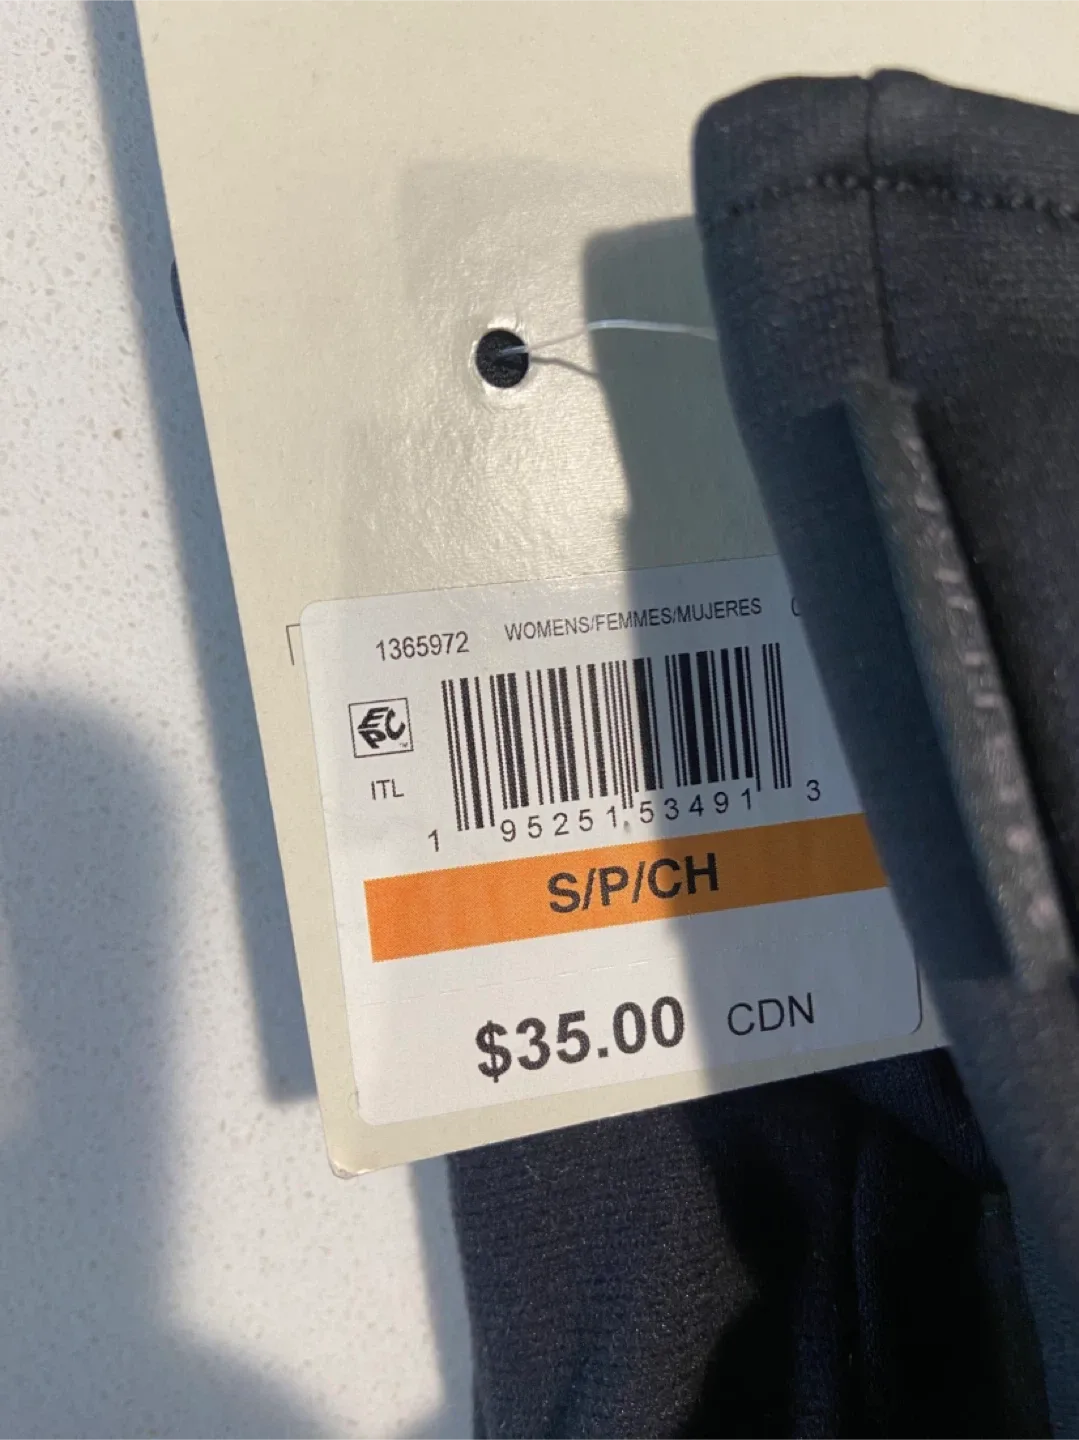 1365972 WOMENS/FEMMES/MUJERES
EPC
ITL
1 95251 53491 3
S/P/CH
$35.00 CDN